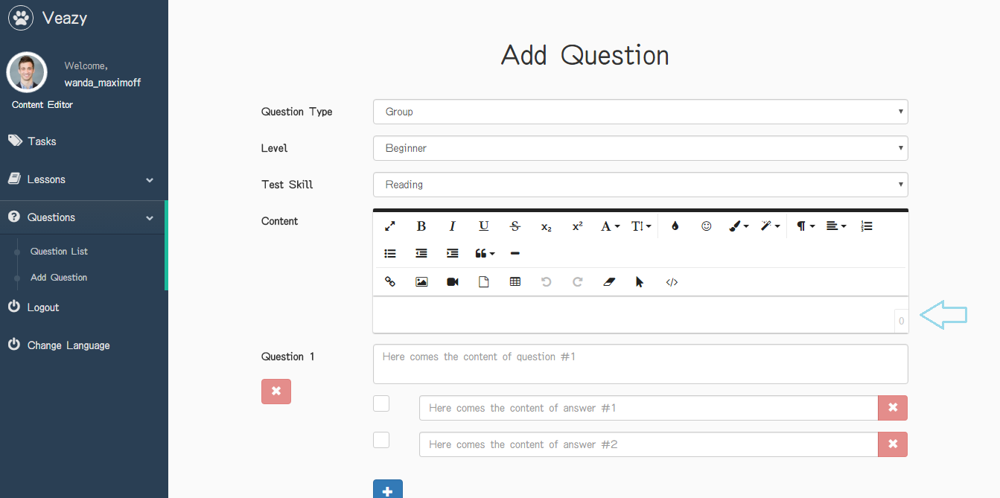 Veazy
Welcome,
wanda_maximoff
Content Editor
Tasks
Lessons
Questions
Question List
Add Question
Logout
Change Language
Add Question
Question Type
Group
Level
Beginner
Test Skill
Reading
Content
B I U S x₂ x² A T
0
Question 1
Here comes the content of question #1
Here comes the content of answer #1
Here comes the content of answer #2